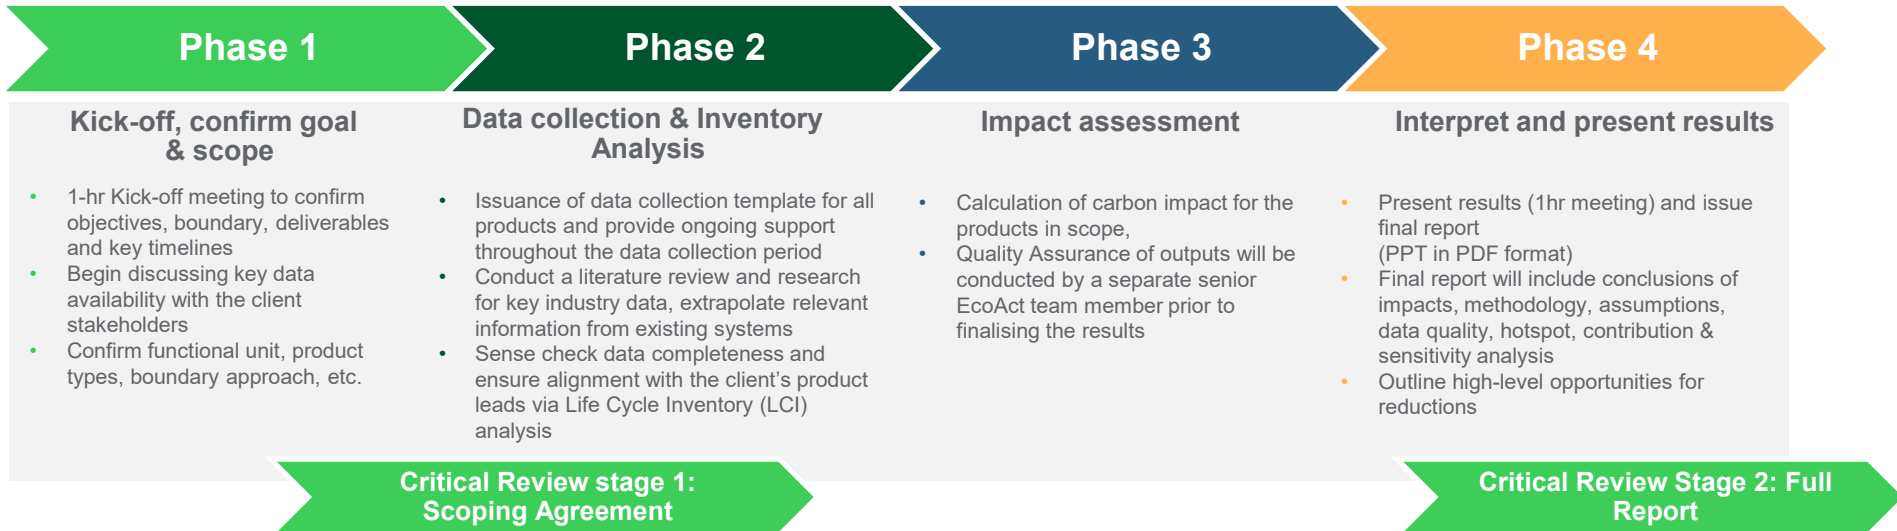 Phase 1
Phase 2
Phase 3
Phase 4
Kick-off, confirm goal
& scope
• 1-hr Kick-off meeting to confirm
objectives, boundary, deliverables
and key timelines
• Begin discussing key data
availability with the client
stakeholders
• Confirm functional unit, product
types, boundary approach, etc.
Data collection & Inventory
Analysis
• Issuance of data collection template for all
products and provide ongoing support
throughout the data collection period
• Conduct a literature review and research
for key industry data, extrapolate relevant
information from existing systems
• Sense check data completeness and
ensure alignment with the client's product
leads via Life Cycle Inventory (LCI)
analysis
Impact assessment
• Calculation of carbon impact for the
products in scope,
• Quality Assurance of outputs will be
conducted by a separate senior
EcoAct team member prior to
finalising the results
Interpret and present results
• Present results (1hr meeting) and issue
final report
(PPT in PDF format)
• Final report will include conclusions of
impacts, methodology, assumptions,
data quality, hotspot, contribution &
sensitivity analysis
• Outline high-level opportunities for
reductions
Critical Review stage 1:
Scoping Agreement
Critical Review Stage 2: Full
Report